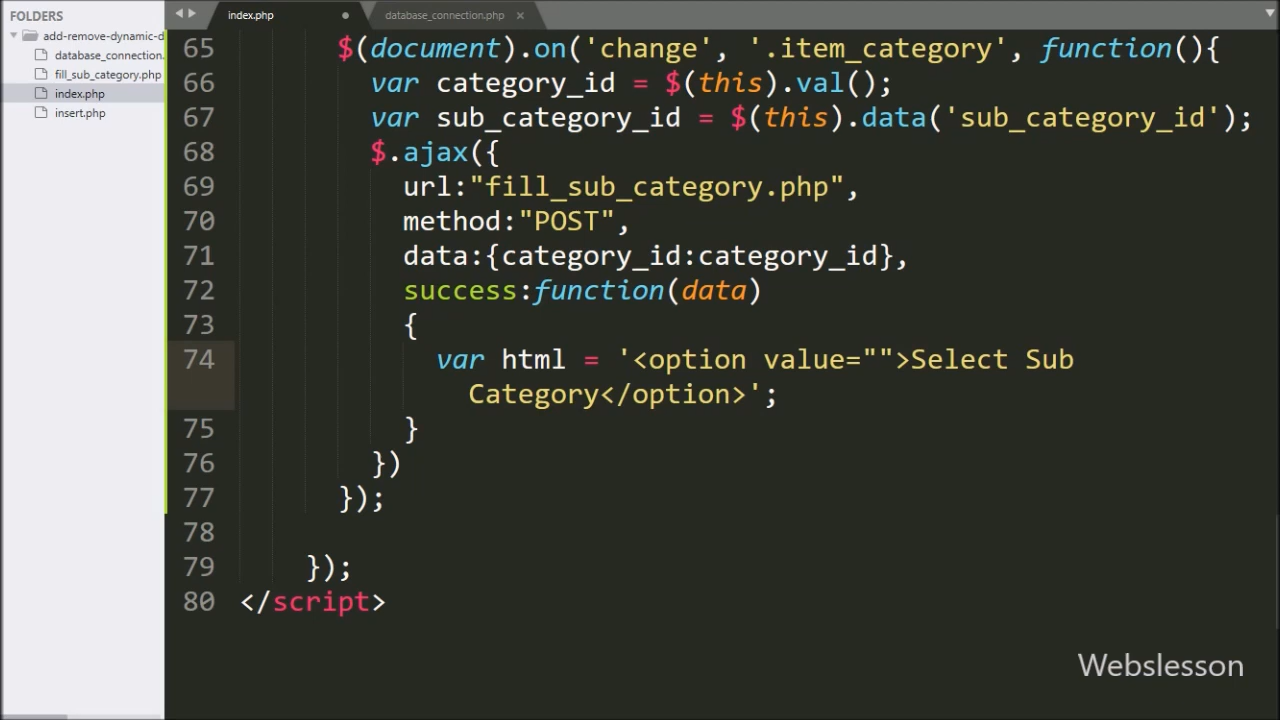 FOLDERS
add-remove-dynamic-d
database_connection.
fill_sub_category.php
index.php
insert.php
index.php
database_connection.php
65 $(document).on('change', '.item_category', function(){
66 var category_id = $(this).val();
67 var sub_category_id = $(this).data('sub_category_id');
68 $.ajax({
69 url:"fill_sub_category.php",
70 method:"POST",
71 data:{category_id:category_id},
72 success:function(data)
73 {
74 var html = '<option value="">Select Sub
Category</option>';
75 }
76 })
77 });
78
79 });
80 </script>
Webslesson